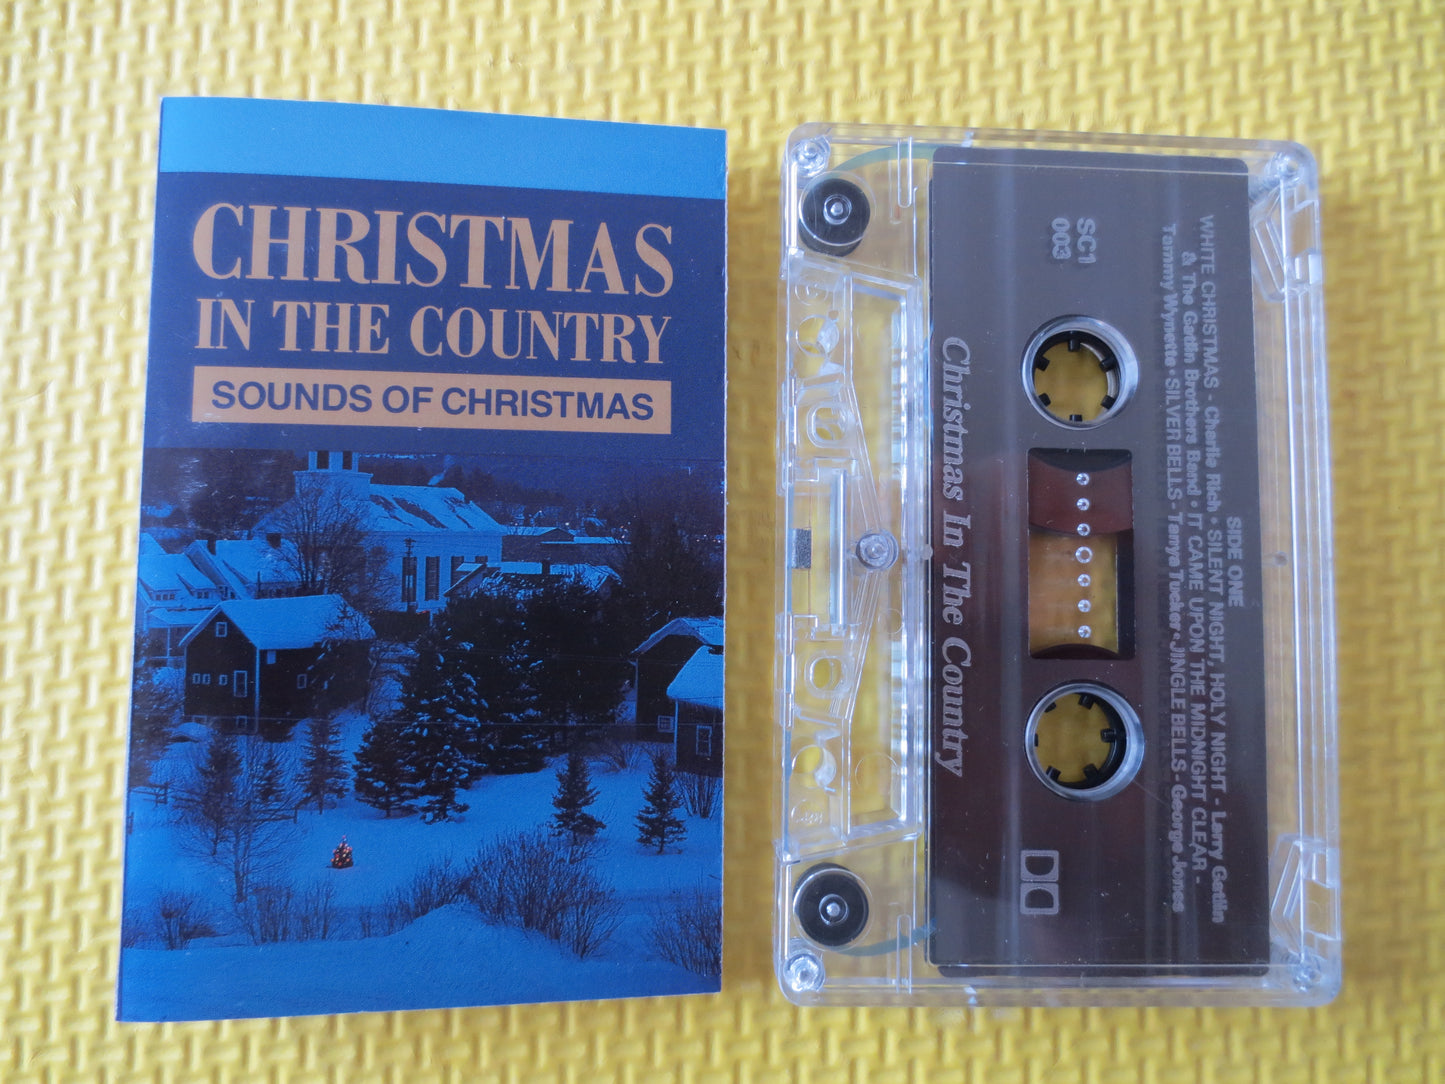 CHRISTMAS
IN THE COUNTRY
SOUNDS OF CHRISTMAS
SC1
003
SIDE ONE
WHITE CHRISTMAS - Charlie Rich • SILENT NIGHT, HOLY NIGHT - Larry Gatlin
& The Gatlin Brothers Band • IT CAME UPON THE MIDNIGHT CLEAR -
Tammy Wynette • SILVER BELLS - Tanya Tucker • JINGLE BELLS - George Jones
Christmas In The Country